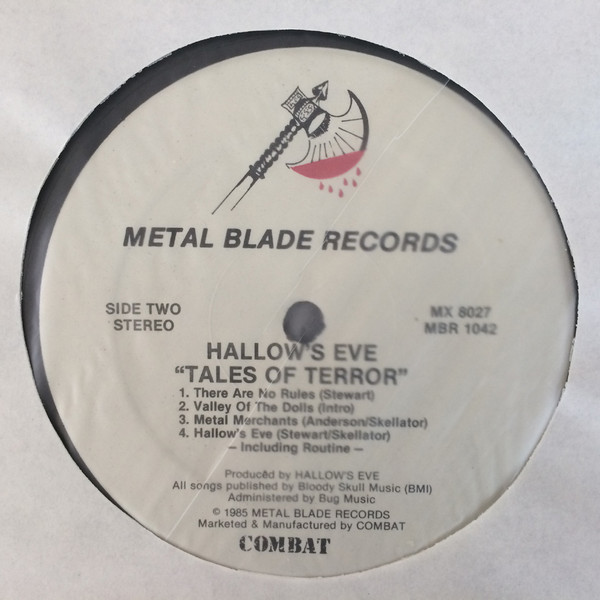 METAL BLADE RECORDS
SIDE TWO
STEREO
MX 8027
MBR 1042
HALLOW'S EVE
"TALES OF TERROR"
1. There Are No Rules (Stewart)
2. Valley Of The Dolls (Intro)
3. Metal Merchants (Anderson/Skellator)
4. Hallow's Eve (Stewart/Skellator)
– Including Routine –
Produced by HALLOW'S EVE
All songs published by Bloody Skull Music (BMI)
Administered by Bug Music
© 1985 METAL BLADE RECORDS
Marketed & Manufactured by COMBAT
COMBAT